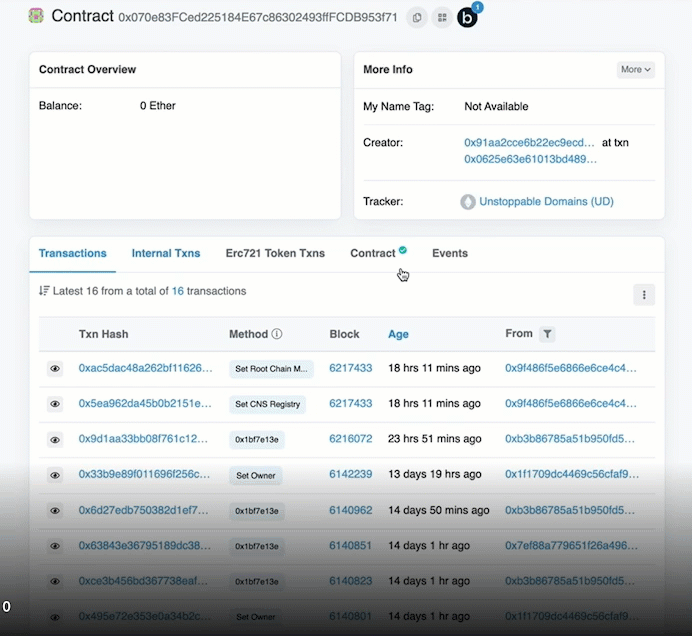 Contract 0x070e83FCed225184E67c86302493ffFCDB953f71
b 1
Contract Overview
Balance: 0 Ether
More Info More
My Name Tag: Not Available
Creator: 0x91aa2cce6b22ec9ecd... at txn
0x0625e63e61013bd489...
Tracker: Unstoppable Domains (UD)
Transactions Internal Txns Erc721 Token Txns Contract Events
Latest 16 from a total of 16 transactions
Txn Hash Method Block Age From
0xac5dac48a262bf11626... Set Root Chain M... 6217433 18 hrs 11 mins ago 0x9f486f5e6866e6ce4c4...
0x5ea962da45b0b2151e... Set CNS Registry 6217433 18 hrs 11 mins ago 0x9f486f5e6866e6ce4c4...
0x9d1aa33bb08f761c12... 0x1bf7e13e 6216072 23 hrs 51 mins ago 0xb3b86785a51b950fd5...
0x33b9e89f011696f256c... Set Owner 6142239 13 days 19 hrs ago 0x1f1709dc4469c56cfaf9...
0x6d27edb750382d1ef7... 0x1bf7e13e 6140962 14 days 50 mins ago 0xb3b86785a51b950fd5...
0x63843e36795189dc38... 0x1bf7e13e 6140851 14 days 1 hr ago 0x7ef88a779651f26a496...
0xce3b456bd367738eaf... 0x1bf7e13e 6140823 14 days 1 hr ago 0xb3b86785a51b950fd5...
0x495e72e353e0a34b2c... Set Owner 6140801 14 days 1 hr ago 0x1f1709dc4469c56cfaf9...
0